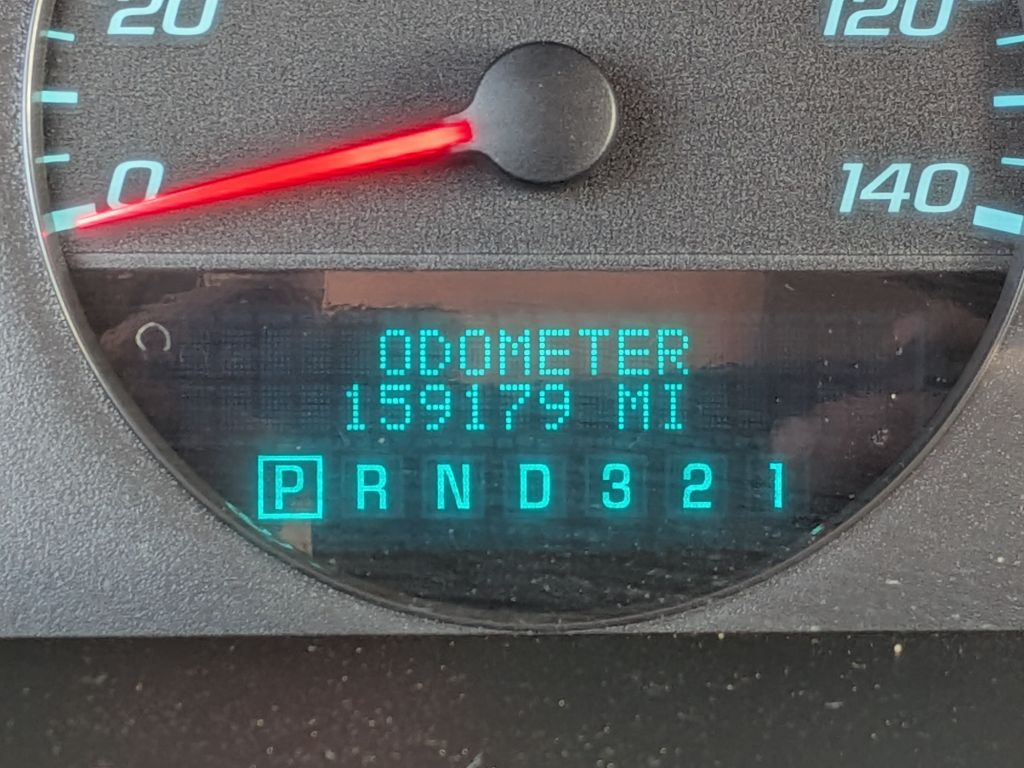 20 120
0 140
ODOMETER
159179 MI
P R N D 3 2 1